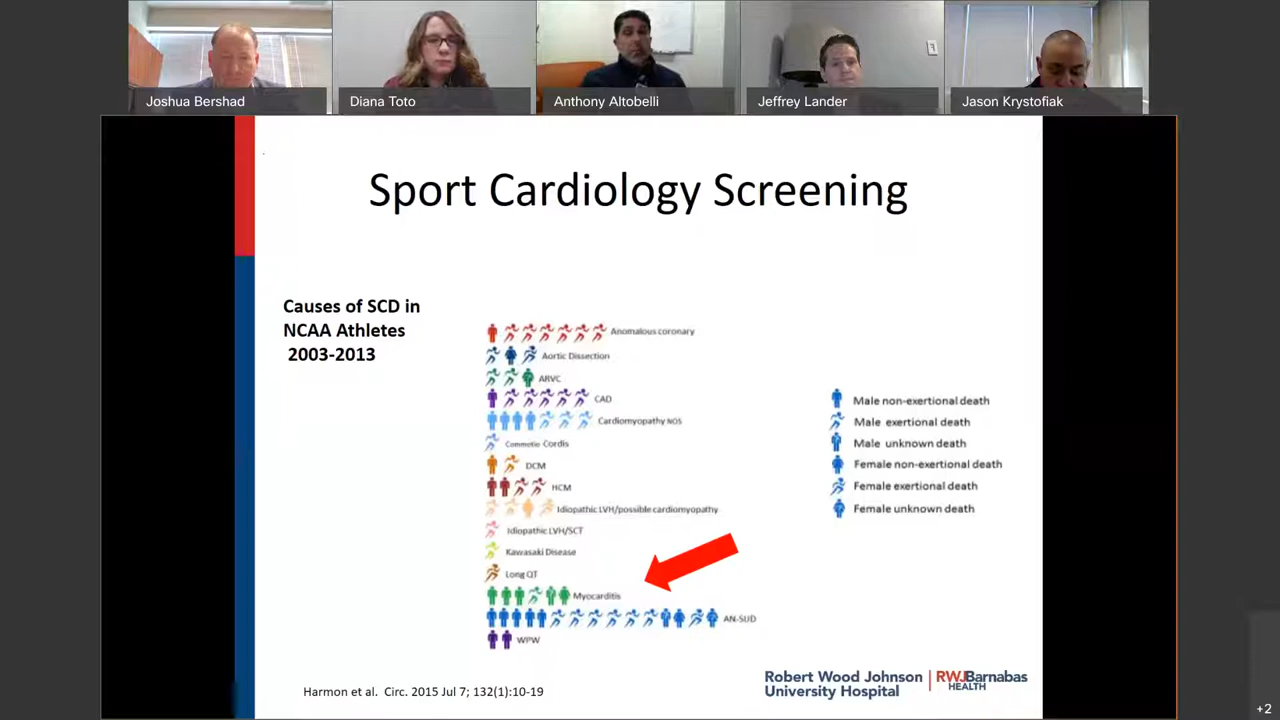 Joshua Bershad
Diana Toto
Anthony Altobelli
Jeffrey Lander
Jason Krystofiak
Sport Cardiology Screening
Causes of SCD in
NCAA Athletes
2003-2013
Anomalous coronary
Aortic Dissection
ARVC
CAD
Cardiomyopathy NOS
Commotio Cordis
DCM
HCM
Idiopathic LVH/possible cardiomyopathy
Idiopathic LVH/SCT
Kawasaki Disease
Long QT
Myocarditis
AN-SUD
WPW
Male non-exertional death
Male exertional death
Male unknown death
Female non-exertional death
Female exertional death
Female unknown death
Harmon et al. Circ. 2015 Jul 7; 132(1):10-19
Robert Wood Johnson
University Hospital
RWJBarnabas
HEALTH
+2